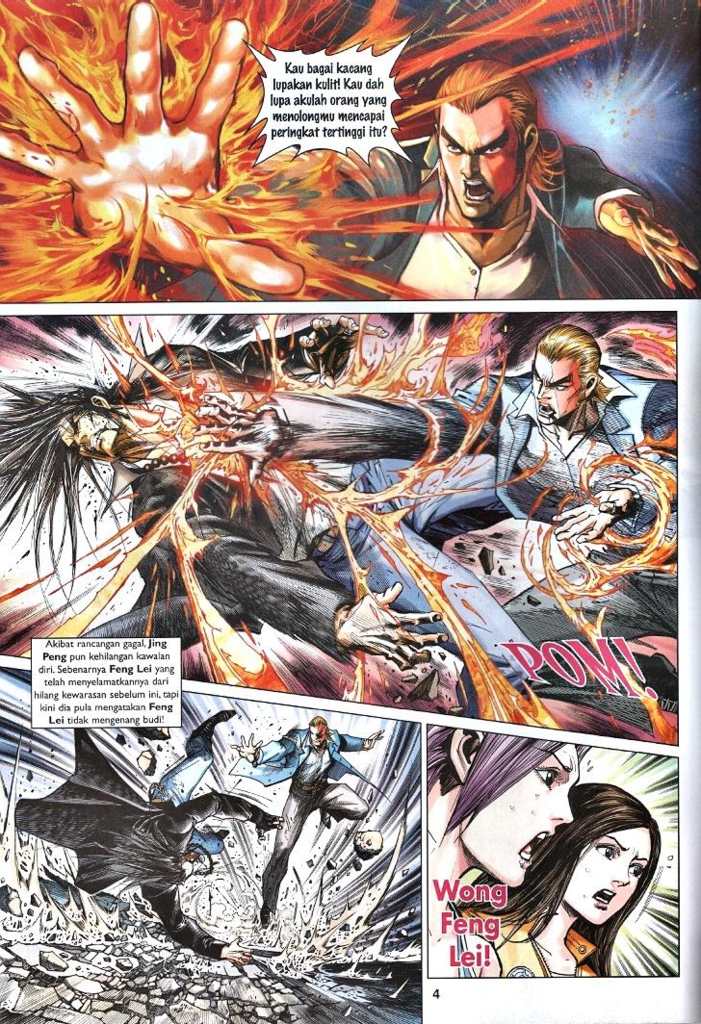 Kau bagai kacang
lupakan kulit! Kau dah
lupa akulah orang yang
menolongmu mencapai
peringkat tertinggi itu?
Akibat rancangan gagal, Jing
Peng pun kehilangan kawalan
diri. Sebenarnya Feng Lei yang
telah menyelamatkannya dari
hilang kewarasan sebelum ini, tapi
kini dia pula mengatakan Feng
Lei tidak mengenang budi!
POM!
Wong
Feng
Lei!
4